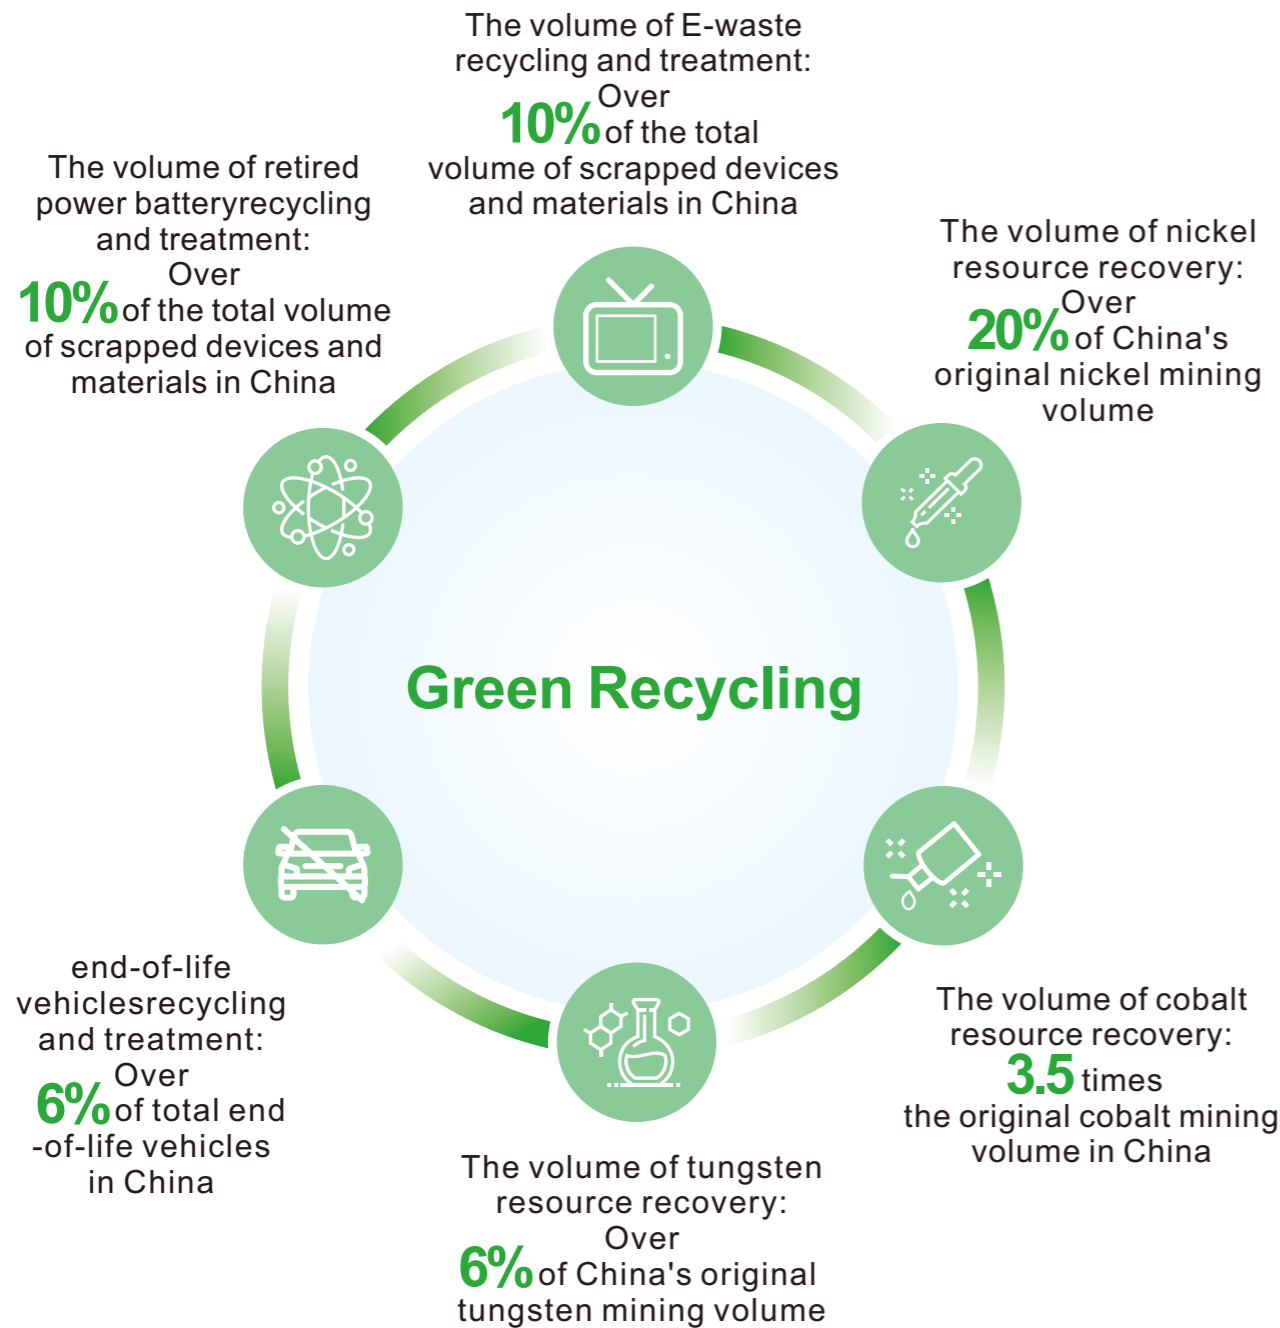 The volume of E-waste
recycling and treatment:
Over
10% of the total
volume of scrapped devices
and materials in China
The volume of nickel
resource recovery:
Over
20% of China's
original nickel mining
volume
The volume of cobalt
resource recovery:
3.5 times
the original cobalt mining
volume in China
The volume of tungsten
resource recovery:
Over
6% of China's original
tungsten mining volume
end-of-life
vehiclesrecycling
and treatment:
Over
6% of total end
-of-life vehicles
in China
The volume of retired
power batteryrecycling
and treatment:
Over
10% of the total volume
of scrapped devices and
materials in China
Green Recycling